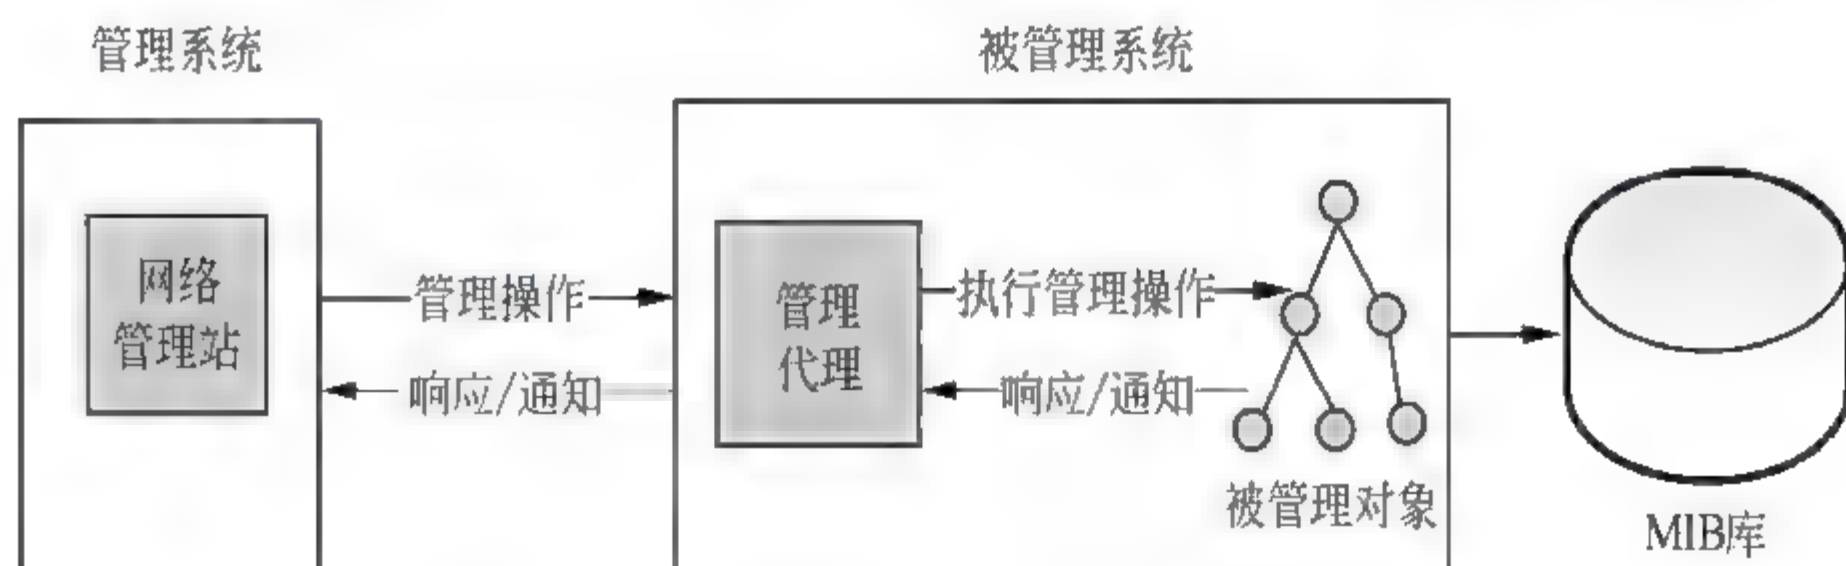 管理系统
被管理系统
网络
管理站
管理操作
响应/通知
管理
代理
执行管理操作
响应/通知
被管理对象
MIB库